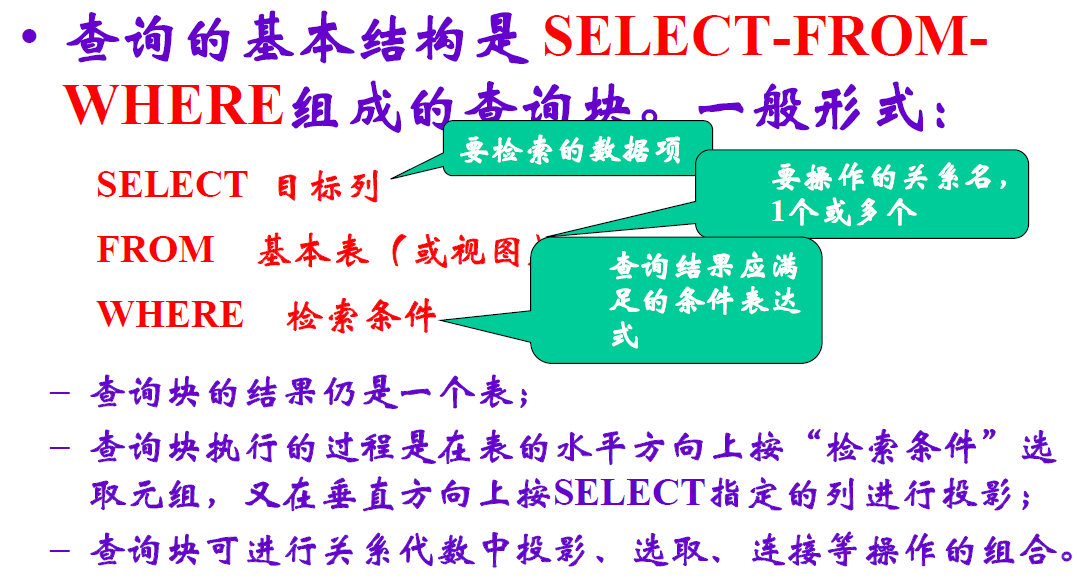 • 查询的基本结构是 SELECT-FROM-
WHERE组成的查询块。一般形式：
要检索的数据项
SELECT 目标列
要操作的关系名，
1个或多个
FROM 基本表（或视图
查询结果应满
足的条件表达
式
WHERE 检索条件
– 查询块的结果仍是一个表；
– 查询块执行的过程是在表的水平方向上按“检索条件”选
取元组，又在垂直方向上按SELECT指定的列进行投影；
– 查询块可进行关系代数中投影、选取、连接等操作的组合。